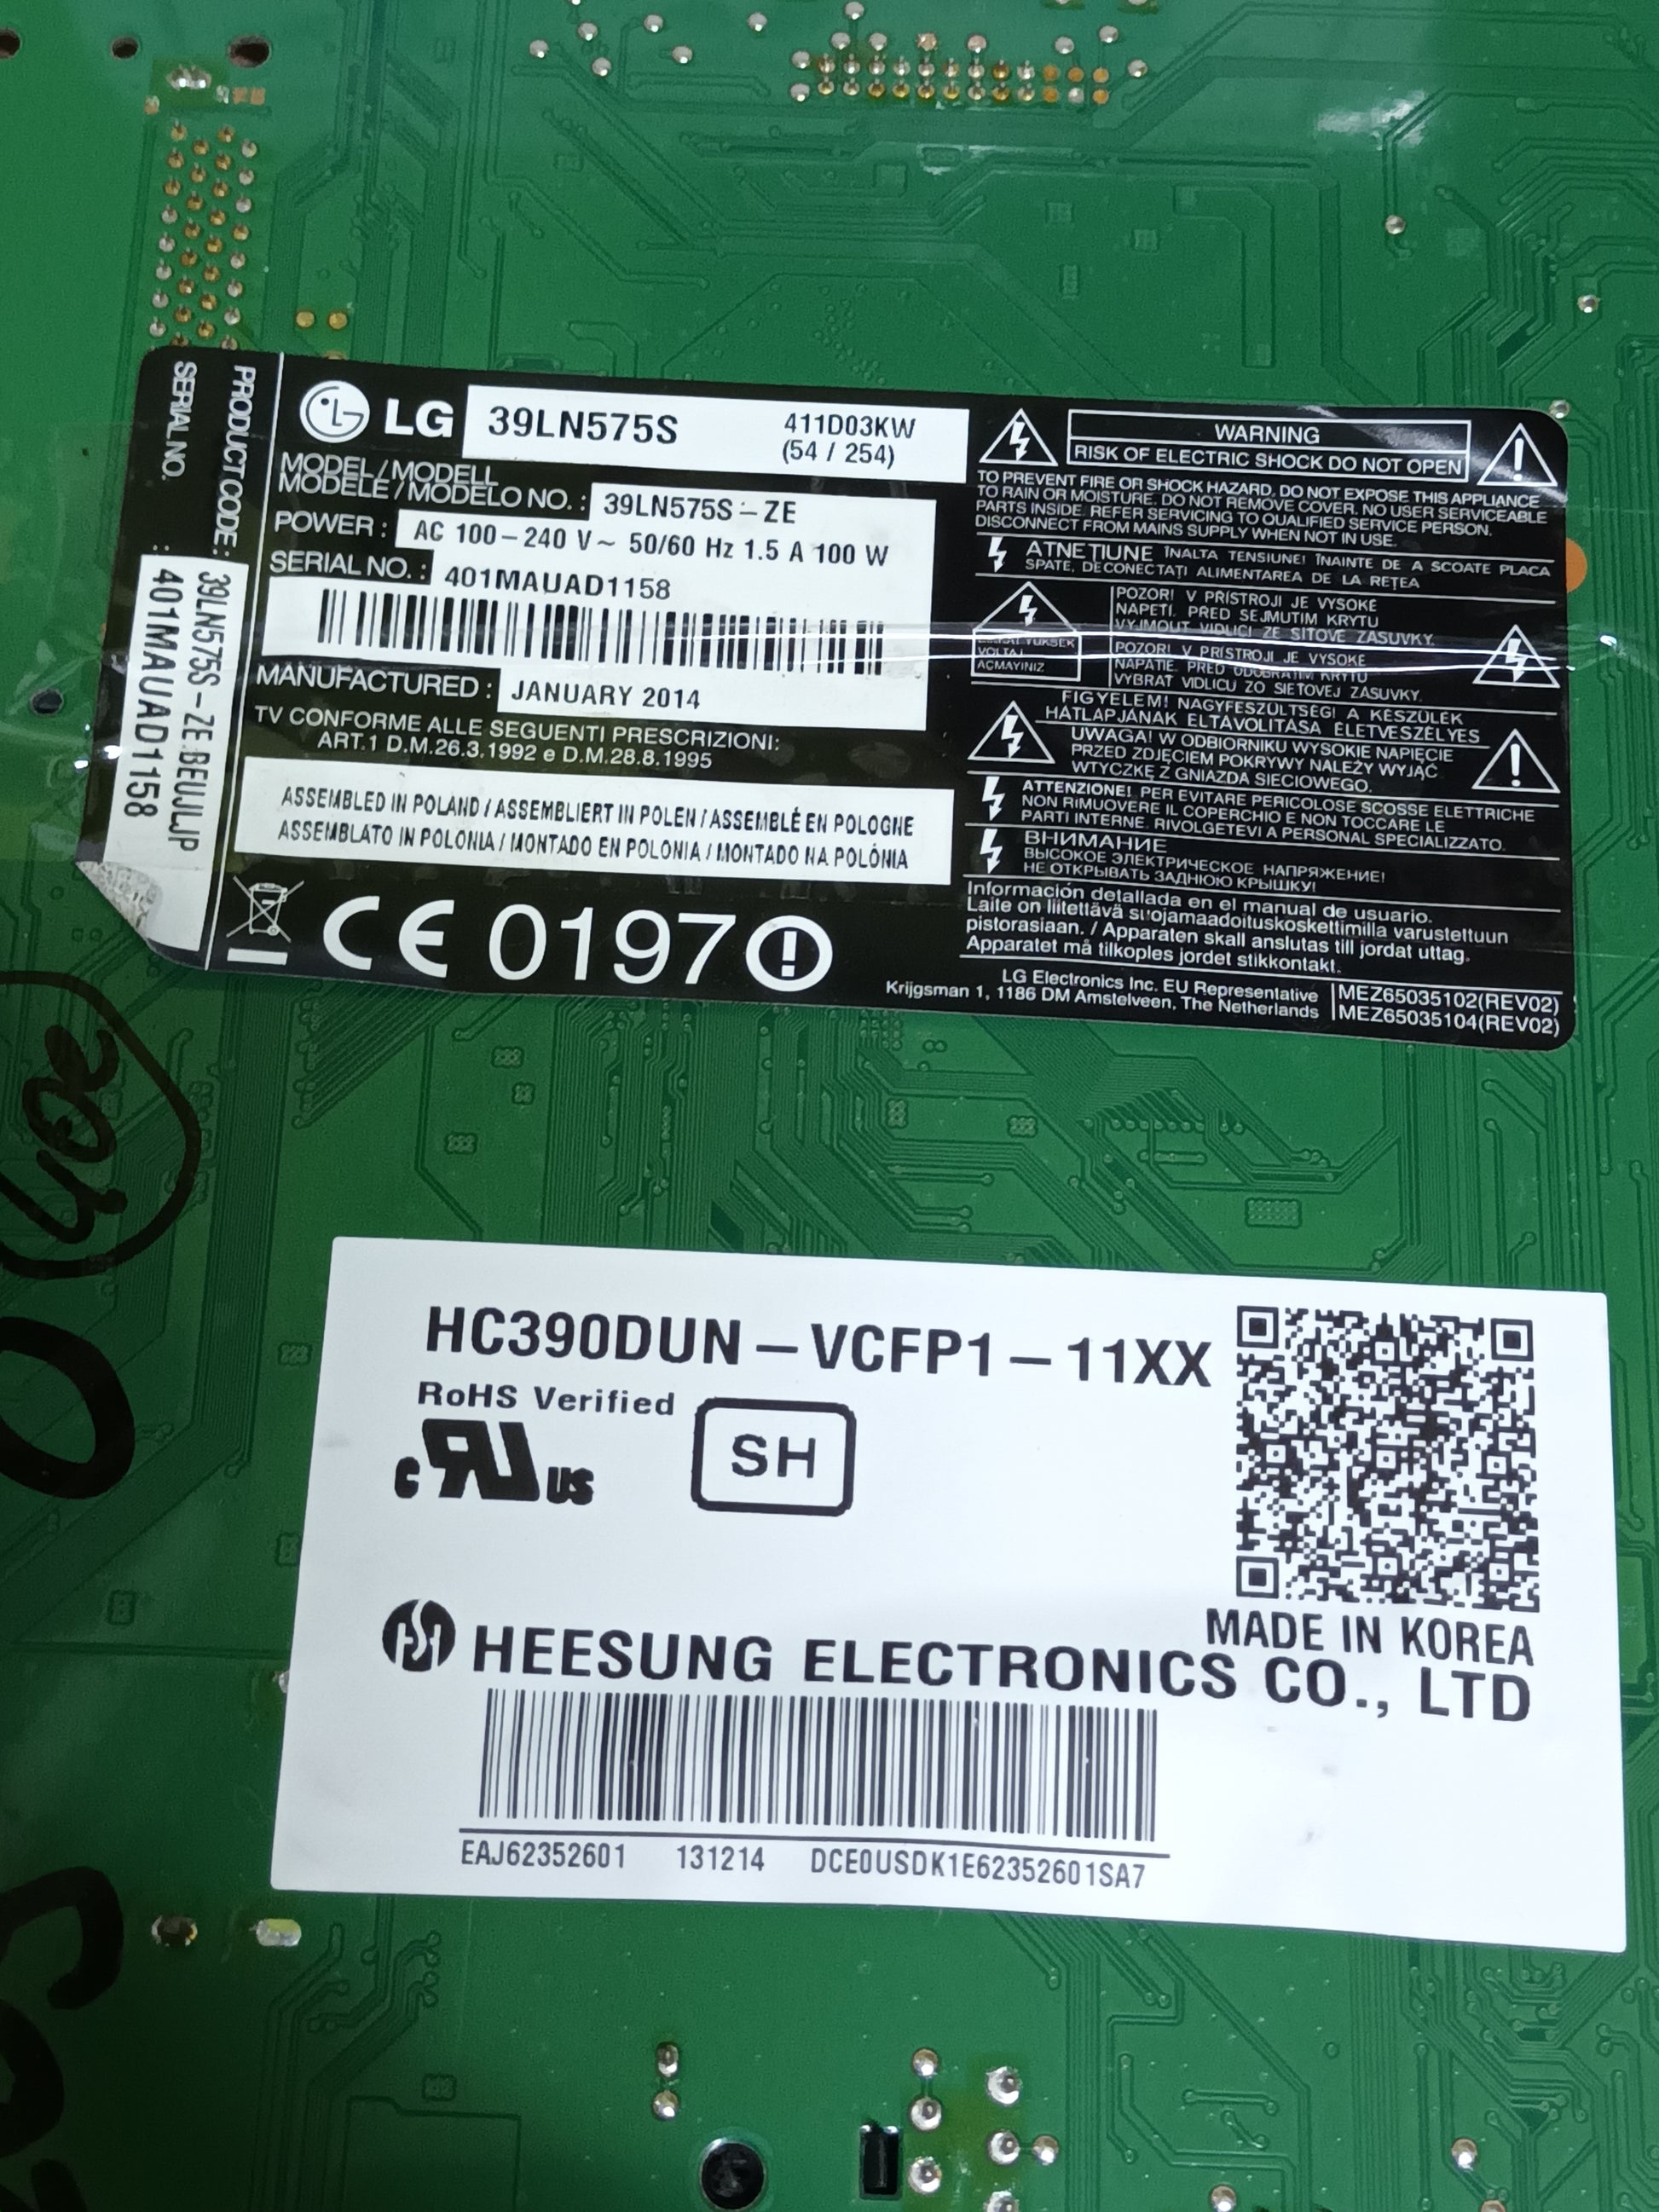 PRODUCT CODE : 39LN575S-ZE.BEUJLJP
SERIAL NO. : 401MAUAD1158
LG 39LN575S 411D03KW
(54 / 254)
MODEL / MODELL
MODÈLE / MODELO NO. : 39LN575S-ZE
POWER : AC 100-240 V~ 50/60 Hz 1.5 A 100 W
SERIAL NO. : 401MAUAD1158
MANUFACTURED : JANUARY 2014
TV CONFORME ALLE SEGUENTI PRESCRIZIONI:
ART.1 D.M.26.3.1992 e D.M.28.8.1995
ASSEMBLED IN POLAND / ASSEMBLIERT IN POLEN / ASSEMBLÉ EN POLOGNE
ASSEMBLATO IN POLONIA / MONTADO EN POLONIA / MONTADO NA POLÓNIA
CE 0197
WARNING
RISK OF ELECTRIC SHOCK DO NOT OPEN
TO PREVENT FIRE OR SHOCK HAZARD, DO NOT EXPOSE THIS APPLIANCE
TO RAIN OR MOISTURE. DO NOT REMOVE COVER. NO USER SERVICEABLE
PARTS INSIDE. REFER SERVICING TO QUALIFIED SERVICE PERSON.
DISCONNECT FROM MAINS SUPPLY WHEN NOT IN USE.
ATNEȚIUNE ÎNALTA TENSIUNE! ÎNAINTE DE A SCOATE PLACA
SPATE, DECONECTAȚI ALIMENTAREA DE LA REȚEA
POZOR! V PŘÍSTROJI JE VYSOKÉ
NAPĚTÍ. PŘED SEJMUTÍM KRYTU
VYJMOUT VIDLICI ZE SÍTOVÉ ZÁSUVKY.
YUKSEK
VOLTAJ
ACMAYINIZ
POZOR! V PRÍSTROJI JE VYSOKÉ
NAPÄTIE. PRED ODOBRATÍM KRYTU
VYBRAT VIDLICU ZO SIEŤOVEJ ZÁSUVKY.
FIGYELEM! NAGYFESZÜLTSÉG! A KÉSZÜLÉK
HÁTLAPJÁNAK ELTÁVOLÍTÁSA ÉLETVESZÉLYES
UWAGA! W ODBIORNIKU WYSOKIE NAPIĘCIE
PRZED ZDJĘCIEM POKRYWY NALEŻY WYJĄĆ
WTYCZKĘ Z GNIAZDA SIECIOWEGO.
ATTENZIONE! PER EVITARE PERICOLOSE SCOSSE ELETTRICHE
NON RIMUOVERE IL COPERCHIO E NON TOCCARE LE
PARTI INTERNE. RIVOLGETEVI A PERSONAL SPECIALIZZATO.
ВНИМАНИЕ
ВЫСОКОЕ ЭЛЕКТРИЧЕСКОЕ НАПРЯЖЕНИЕ!
НЕ ОТКРЫВАТЬ ЗАДНЮЮ КРЫШКУ!
Información detallada en el manual de usuario.
Laite on liitettävä suojamaadoituskoskettimilla varustettuun
pistorasiaan. / Apparaten skall anslutas till jordat uttag.
Apparatet må tilkoples jordet stikkontakt.
LG Electronics Inc. EU Representative
Krijgsman 1, 1186 DM Amstelveen, The Netherlands
MEZ65035102(REV02)
MEZ65035104(REV02)
HC390DUN-VCFP1-11XX
RoHS Verified
c RU us SH
MADE IN KOREA
HEESUNG ELECTRONICS CO., LTD
EAJ62352601 131214 DCE0USDK1E62352601SA7